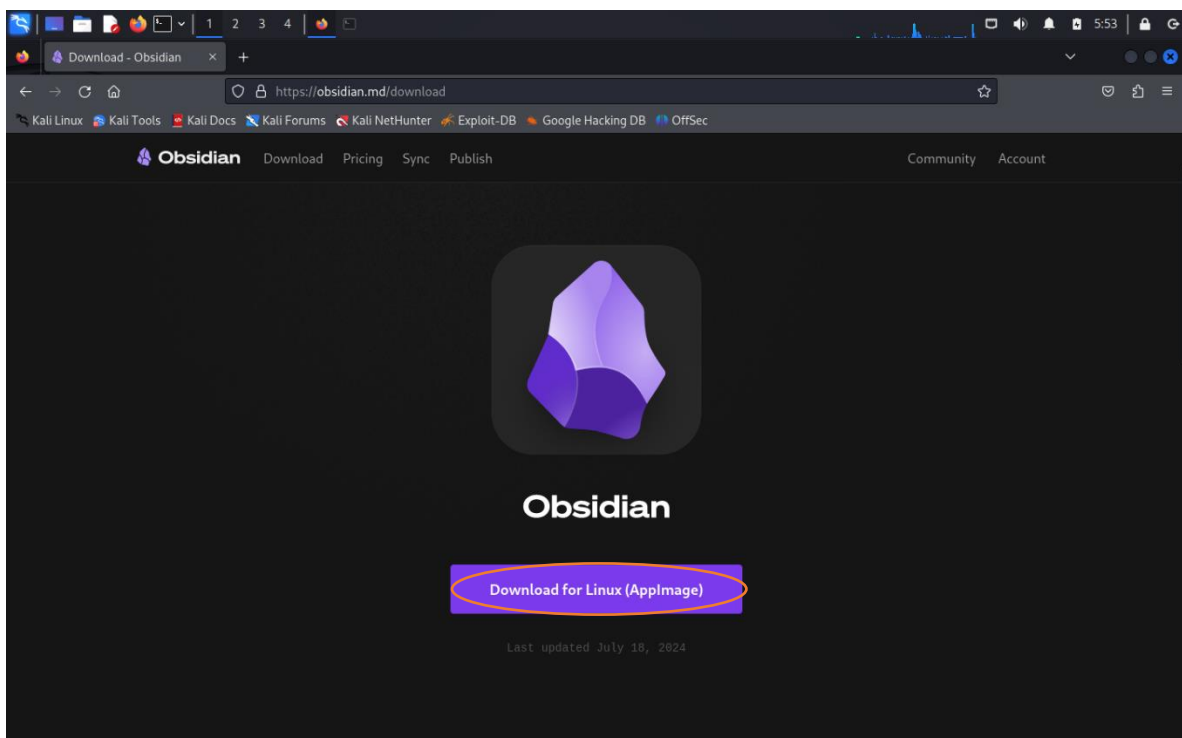 1 2 3 4 5:53
Download - Obsidian
https://obsidian.md/download
Kali Linux Kali Tools Kali Docs Kali Forums Kali NetHunter Exploit-DB Google Hacking DB OffSec
Obsidian Download Pricing Sync Publish Community Account
Obsidian
Download for Linux (AppImage)
Last updated July 18, 2024